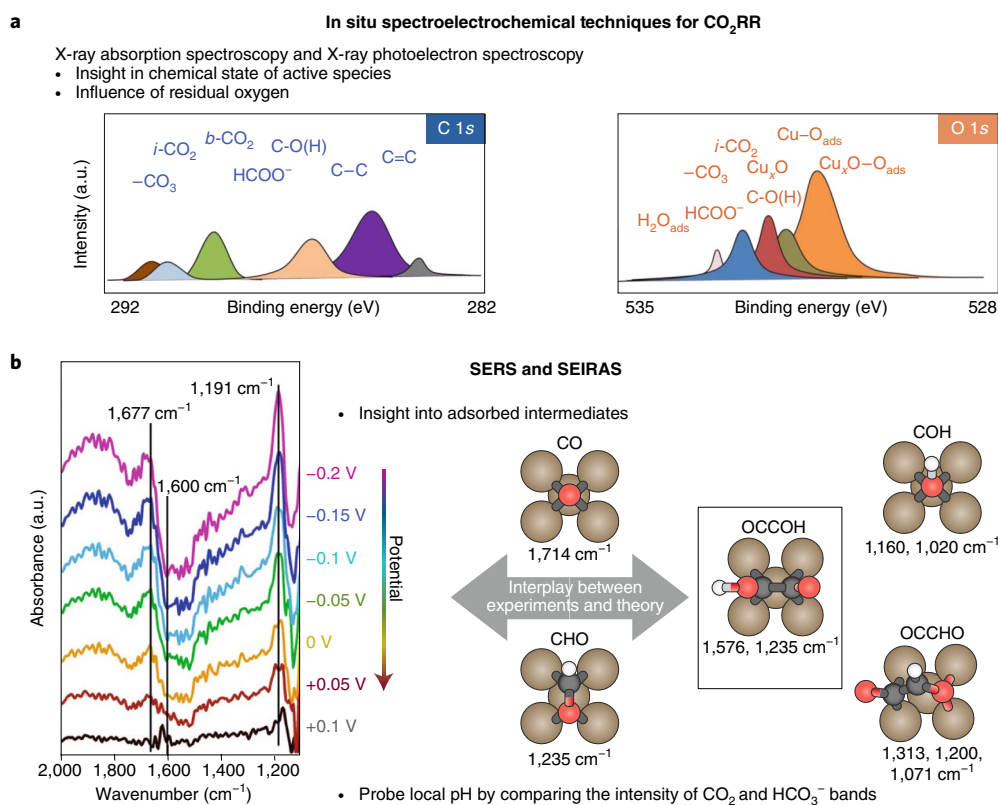 a
In situ spectroelectrochemical techniques for CO₂RR
X-ray absorption spectroscopy and X-ray photoelectron spectroscopy
• Insight in chemical state of active species
• Influence of residual oxygen
C 1s
b-CO₂
i-CO₂
C-O(H)
C=C
–CO₃
HCOO⁻
C–C
Intensity (a.u.)
292
Binding energy (eV)
282
O 1s
Cu–Oads
i-CO₂
–CO₃
CuₓO
CuₓO–Oads
C-O(H)
H₂Oads
HCOO⁻
535
Binding energy (eV)
528
b
SERS and SEIRAS
1,191 cm⁻¹
1,677 cm⁻¹
1,600 cm⁻¹
–0.2 V
–0.15 V
–0.1 V
–0.05 V
0 V
+0.05 V
+0.1 V
Potential
Absorbance (a.u.)
2,000 1,800 1,600 1,400 1,200
Wavenumber (cm⁻¹)
• Insight into adsorbed intermediates
CO
1,714 cm⁻¹
Interplay between
experiments and theory
CHO
1,235 cm⁻¹
OCCOH
1,576, 1,235 cm⁻¹
COH
1,160, 1,020 cm⁻¹
OCCHO
1,313, 1,200,
1,071 cm⁻¹
• Probe local pH by comparing the intensity of CO₂ and HCO₃⁻ bands